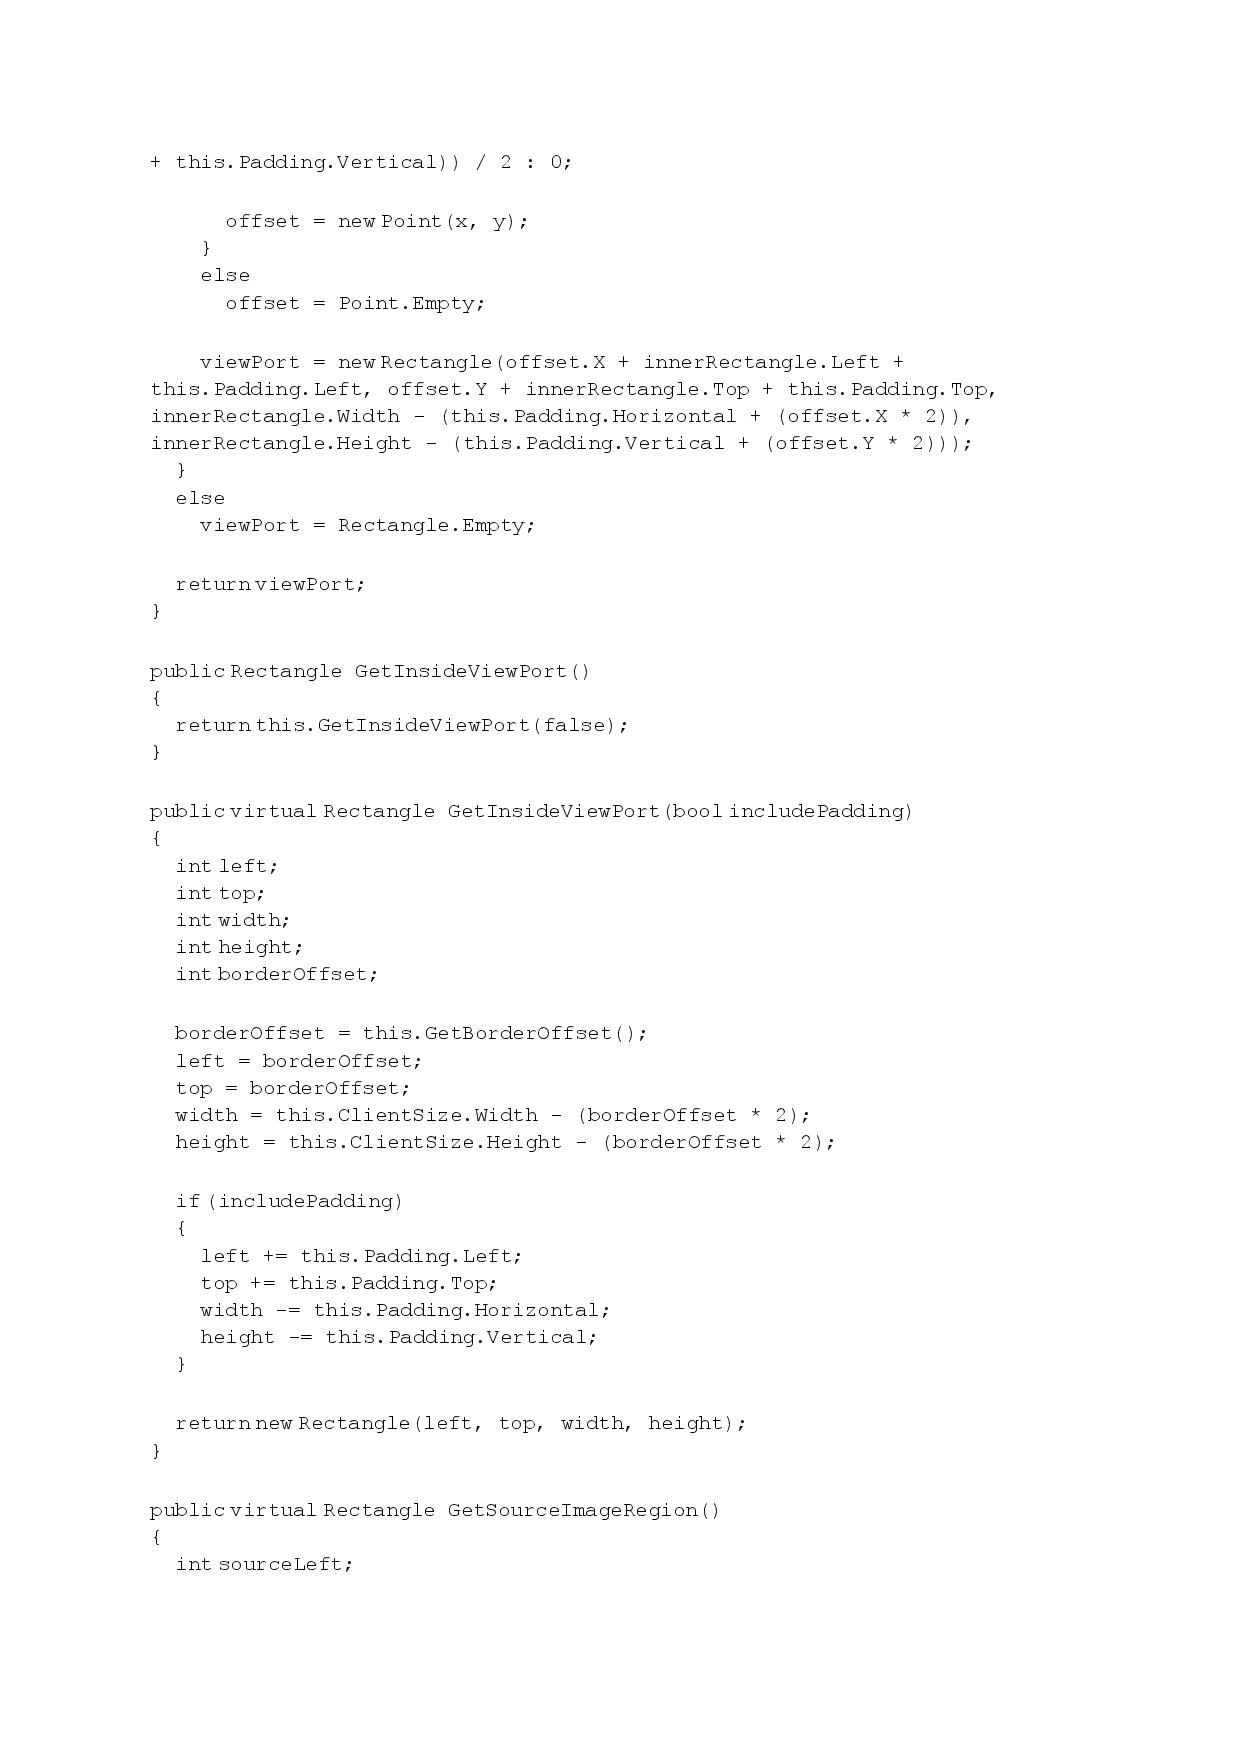 + this.Padding.Vertical)) / 2 : 0;
offset = new Point(x, y);
}
else
offset = Point.Empty;
viewPort = new Rectangle(offset.X + innerRectangle.Left +
this.Padding.Left, offset.Y + innerRectangle.Top + this.Padding.Top,
innerRectangle.Width - (this.Padding.Horizontal + (offset.X * 2)),
innerRectangle.Height - (this.Padding.Vertical + (offset.Y * 2)));
}
else
viewPort = Rectangle.Empty;
return viewPort;
}
public Rectangle GetInsideViewPort()
{
return this.GetInsideViewPort(false);
}
public virtual Rectangle GetInsideViewPort(bool includePadding)
{
int left;
int top;
int width;
int height;
int borderOffset;
borderOffset = this.GetBorderOffset();
left = borderOffset;
top = borderOffset;
width = this.ClientSize.Width - (borderOffset * 2);
height = this.ClientSize.Height - (borderOffset * 2);
if (includePadding)
{
left += this.Padding.Left;
top += this.Padding.Top;
width -= this.Padding.Horizontal;
height -= this.Padding.Vertical;
}
return new Rectangle(left, top, width, height);
}
public virtual Rectangle GetSourceImageRegion()
{
int sourceLeft;